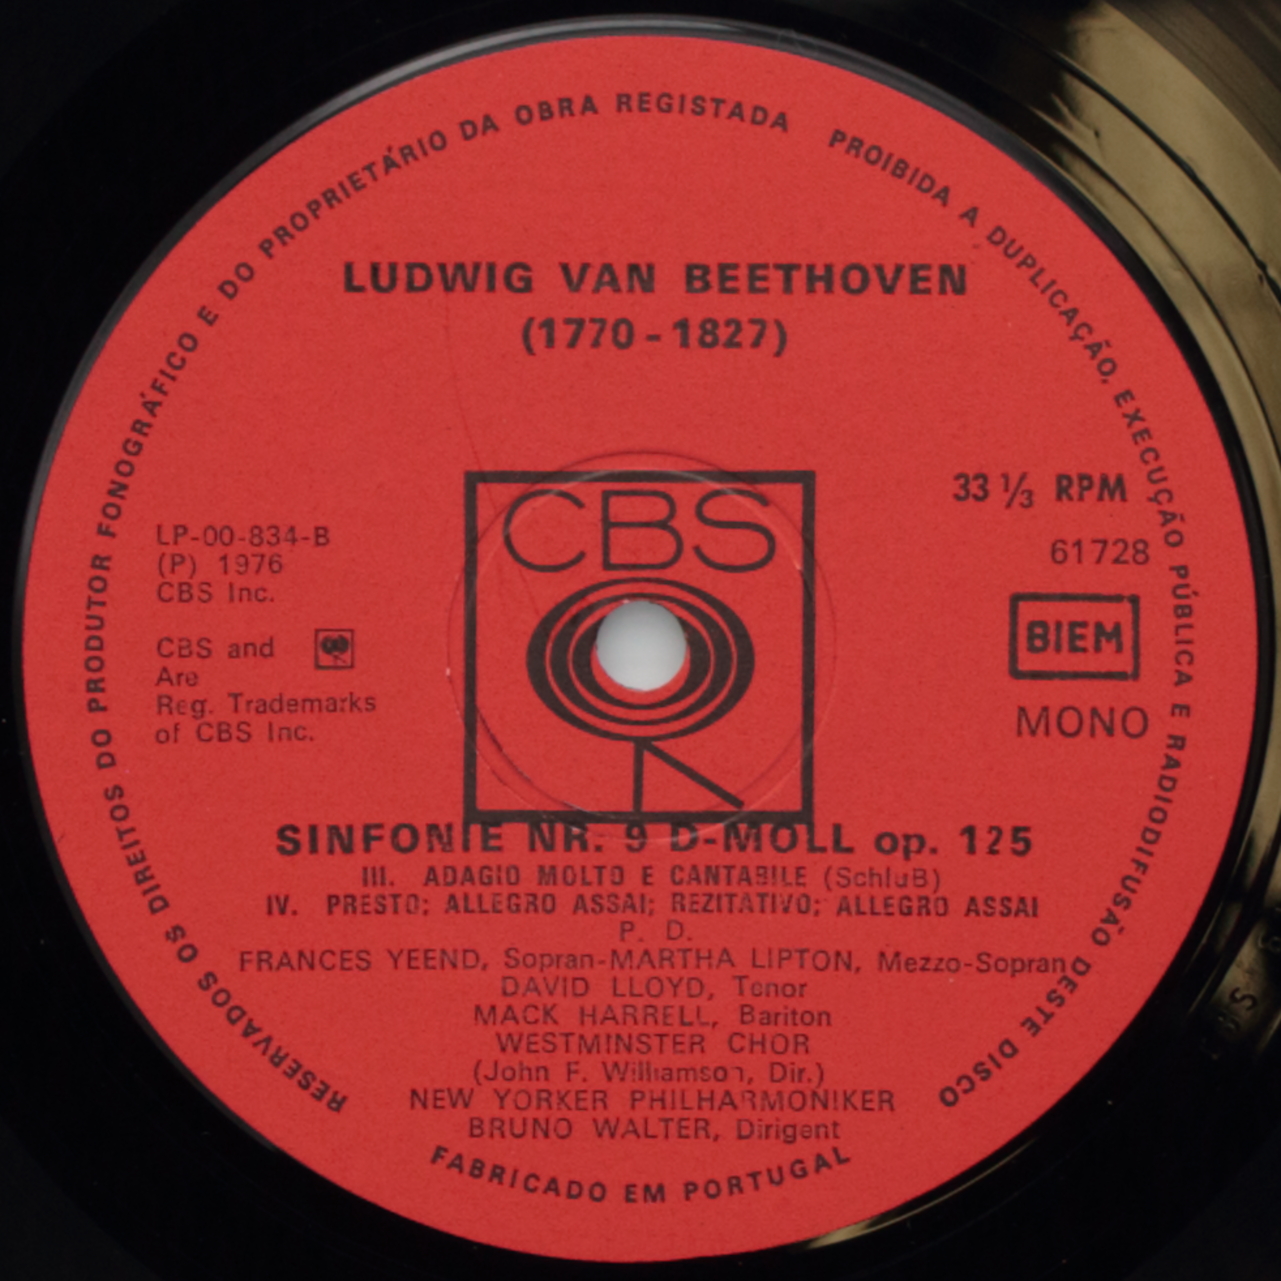 RESERVADOS OS DIREITOS DO PRODUTOR FONOGRÁFICO E DO PROPRIETÁRIO DA OBRA REGISTADA PROIBIDA A DUPLICAÇÃO, EXECUÇÃO PÚBLICA E RADIODIFUSÃO DESTE DISCO
LUDWIG VAN BEETHOVEN
(1770-1827)
CBS
33 1/3 RPM
61728
BIEM
MONO
LP-00-834-B
(P) 1976
CBS Inc.
CBS and
Are
Reg. Trademarks
of CBS Inc.
SINFONIE NR. 9 D-MOLL op. 125
III. ADAGIO MOLTO E CANTABILE (SchluB)
IV. PRESTO; ALLEGRO ASSAI; REZITATIVO; ALLEGRO ASSAI
P. D.
FRANCES YEEND, Sopran-MARTHA LIPTON, Mezzo-Sopran
DAVID LLOYD, Tenor
MACK HARRELL, Bariton
WESTMINSTER CHOR
(John F. Williamson, Dir.)
NEW YORKER PHILHARMONIKER
BRUNO WALTER, Dirigent
FABRICADO EM PORTUGAL